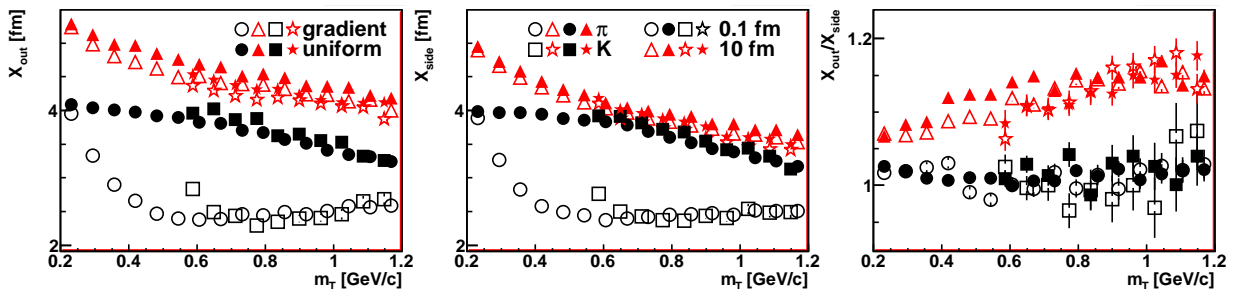 X_out [fm]
gradient
uniform
4
2
0.2 0.4 0.6 0.8 1 1.2
m_T [GeV/c]
X_side [fm]
π
K
0.1 fm
10 fm
4
2
0.2 0.4 0.6 0.8 1 1.2
m_T [GeV/c]
X_out/X_side
1.2
1.0
0.2 0.4 0.6 0.8 1 1.2
m_T [GeV/c]